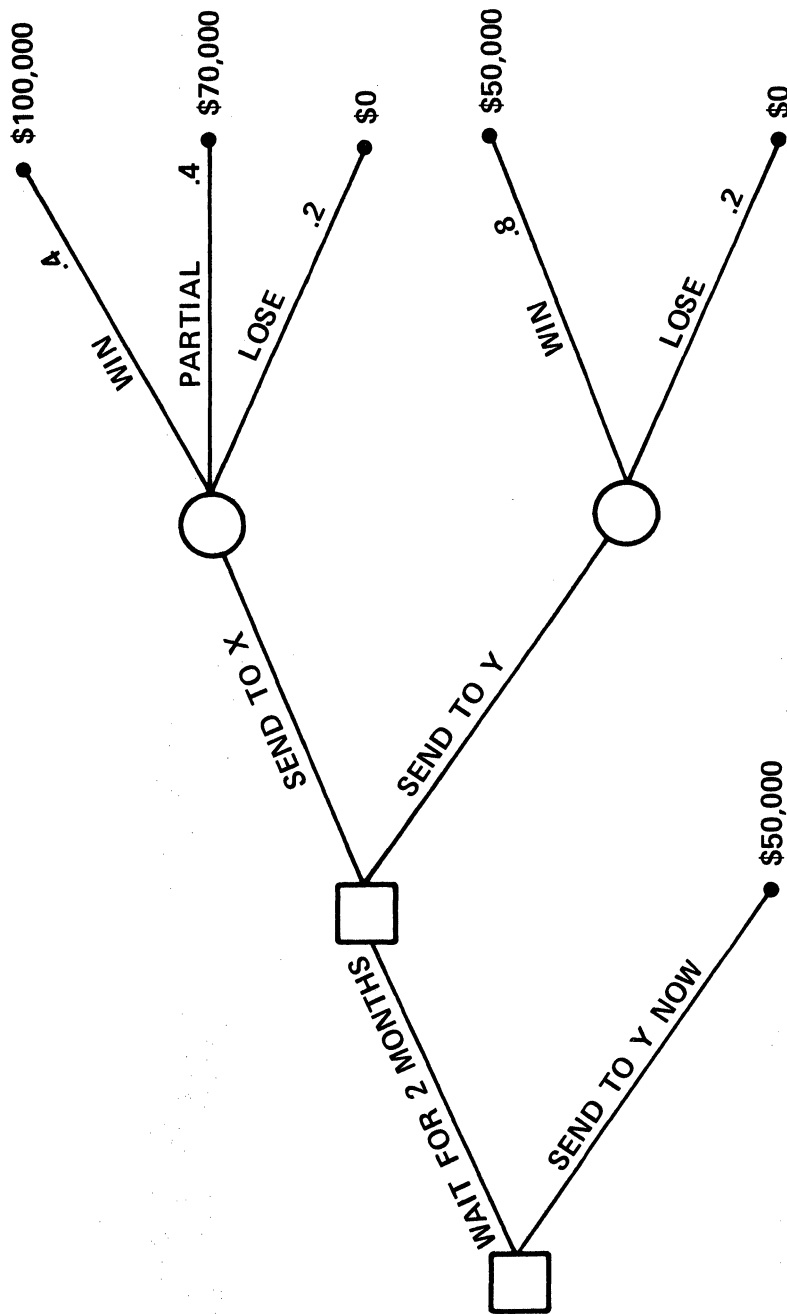 $100,000
.4
WIN
$70,000
.4
PARTIAL
$0
.2
LOSE
SEND TO X
$50,000
.8
WIN
$0
.2
LOSE
SEND TO Y
WAIT FOR 2 MONTHS
$50,000
SEND TO Y NOW